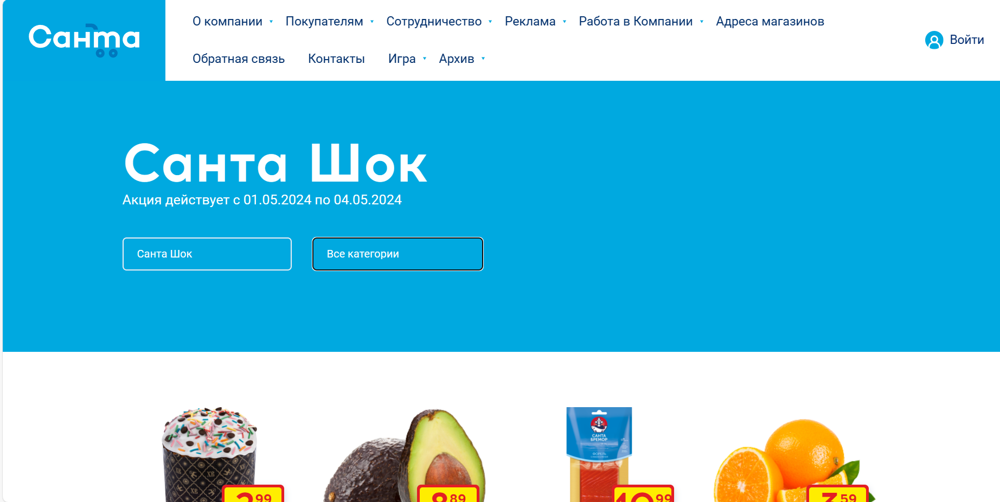 Санта
О компании
Покупателям
Сотрудничество
Реклама
Работа в Компании
Адреса магазинов
Войти
Обратная связь
Контакты
Игра
Архив
Санта Шок
Акция действует с 01.05.2024 по 04.05.2024
Санта Шок
Все категории
САНТА
БРЕМОР
ФОРЕЛЬ
ХВ
ХВ
99
8 89
99
3 59